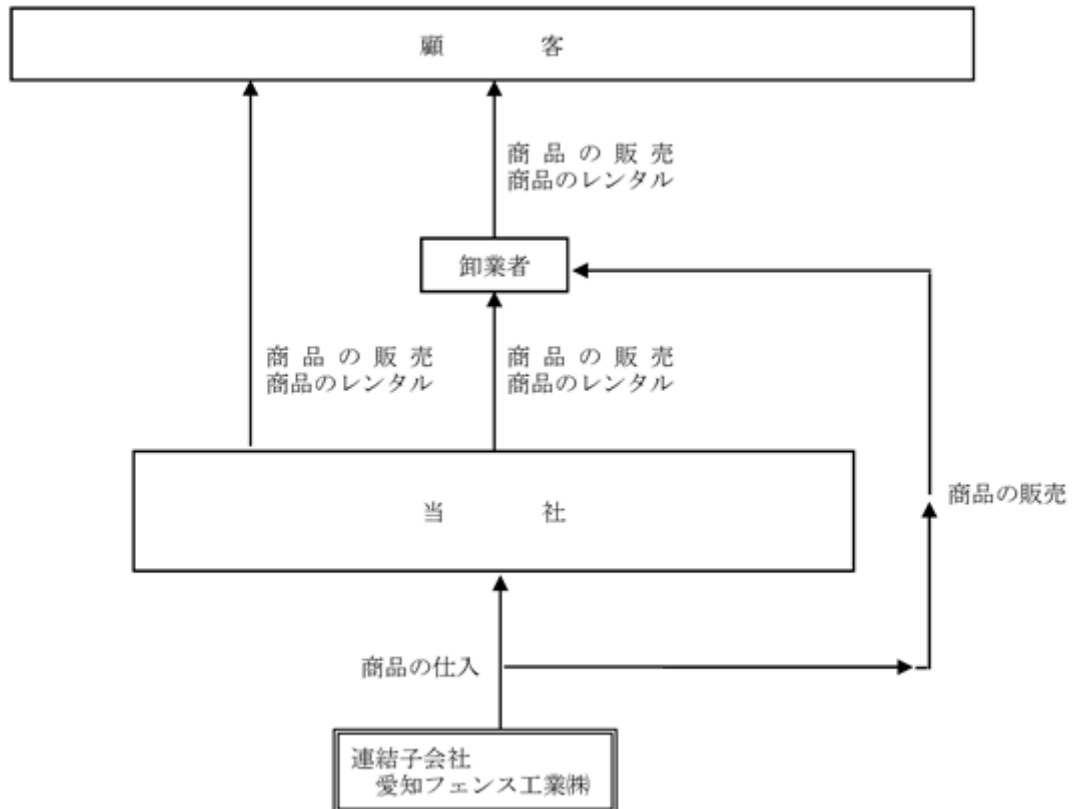 顧客
商品の販売
商品のレンタル
卸業者
商品の販売
商品のレンタル
商品の販売
商品のレンタル
当社
商品の販売
商品の仕入
連結子会社
愛知フェンス工業㈱